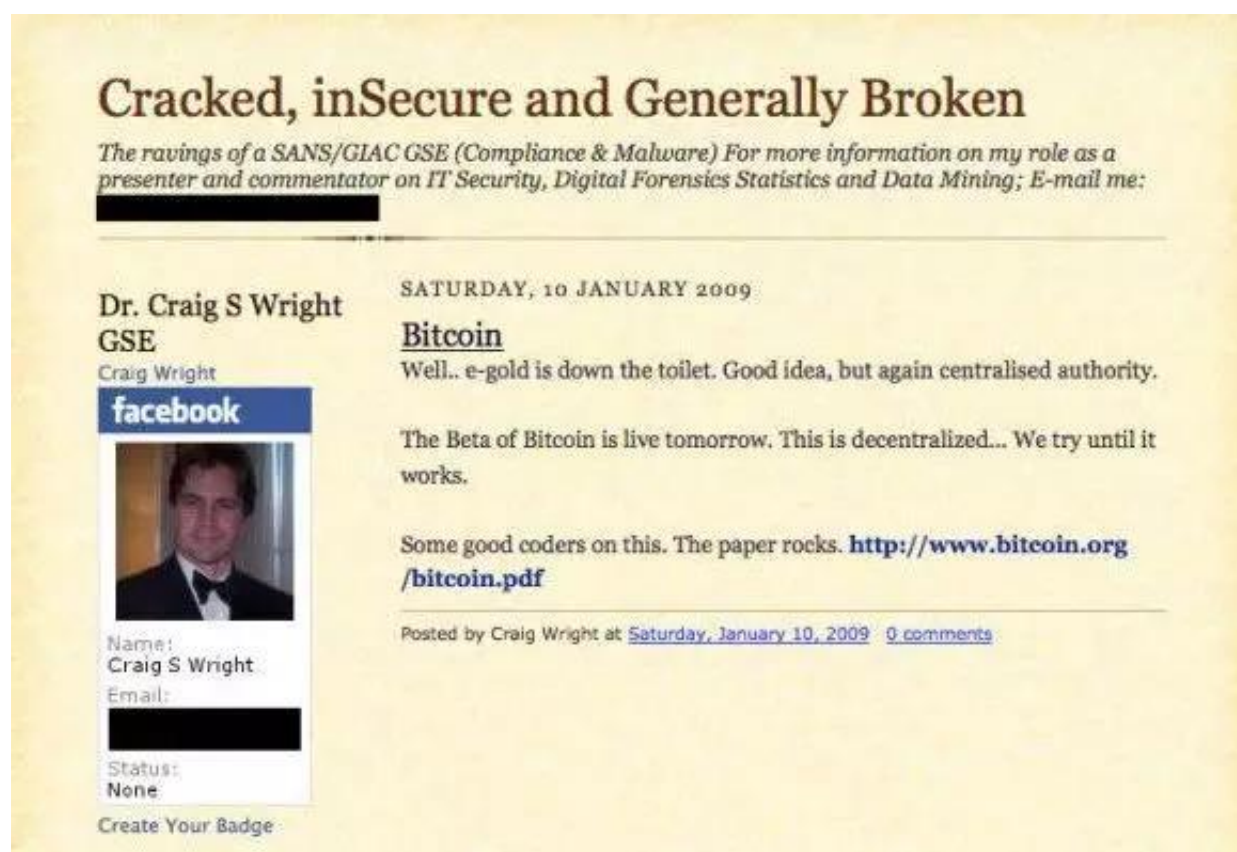 Cracked, inSecure and Generally Broken
The ravings of a SANS/GIAC GSE (Compliance & Malware) For more information on my role as a
presenter and commentator on IT Security, Digital Forensics Statistics and Data Mining; E-mail me:
Dr. Craig S Wright
GSE
Craig Wright
facebook
Name:
Craig S Wright
Email:
Status:
None
Create Your Badge
SATURDAY, 10 JANUARY 2009
Bitcoin
Well.. e-gold is down the toilet. Good idea, but again centralised authority.
The Beta of Bitcoin is live tomorrow. This is decentralized... We try until it
works.
Some good coders on this. The paper rocks. http://www.bitcoin.org
/bitcoin.pdf
Posted by Craig Wright at Saturday, January 10, 2009 0 comments